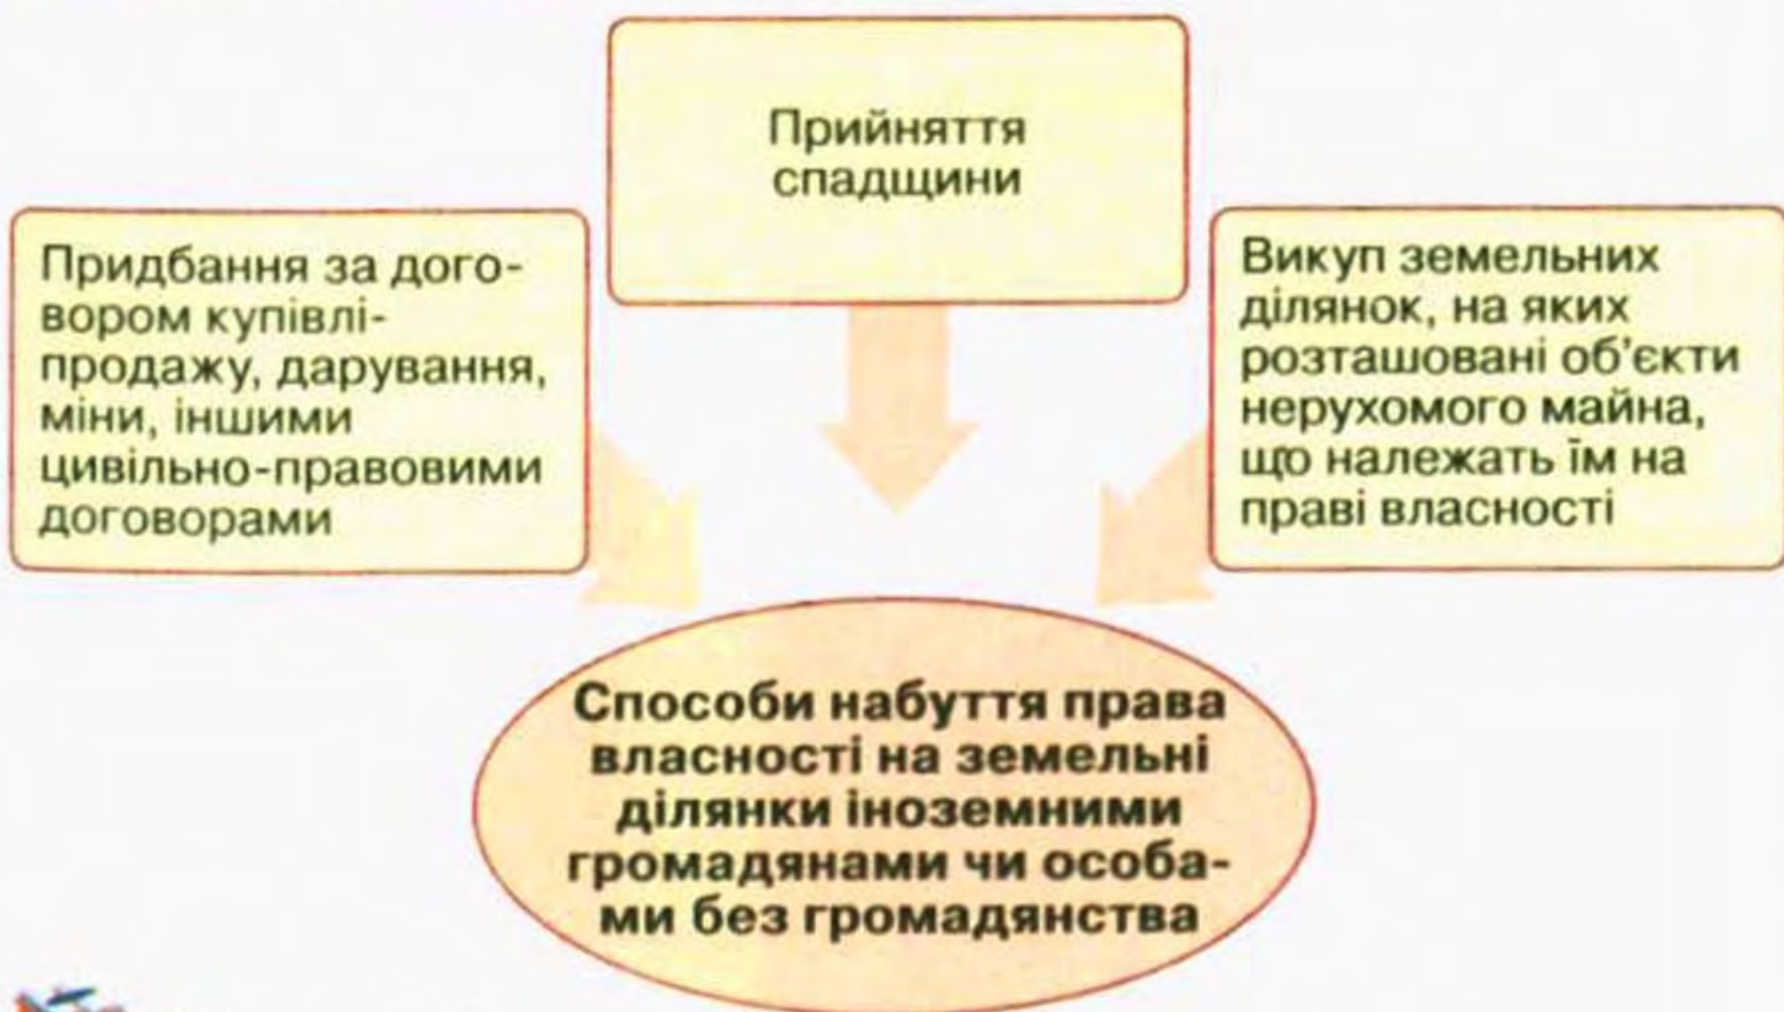 Прийняття
спадщини
Придбання за дого-
вором купівлі-
продажу, дарування,
міни, іншими
цивільно-правовими
договорами
Викуп земельних
ділянок, на яких
розташовані об’єкти
нерухомого майна,
що належать їм на
праві власності
Способи набуття права
власності на земельні
ділянки іноземними
громадянами чи особа-
ми без громадянства